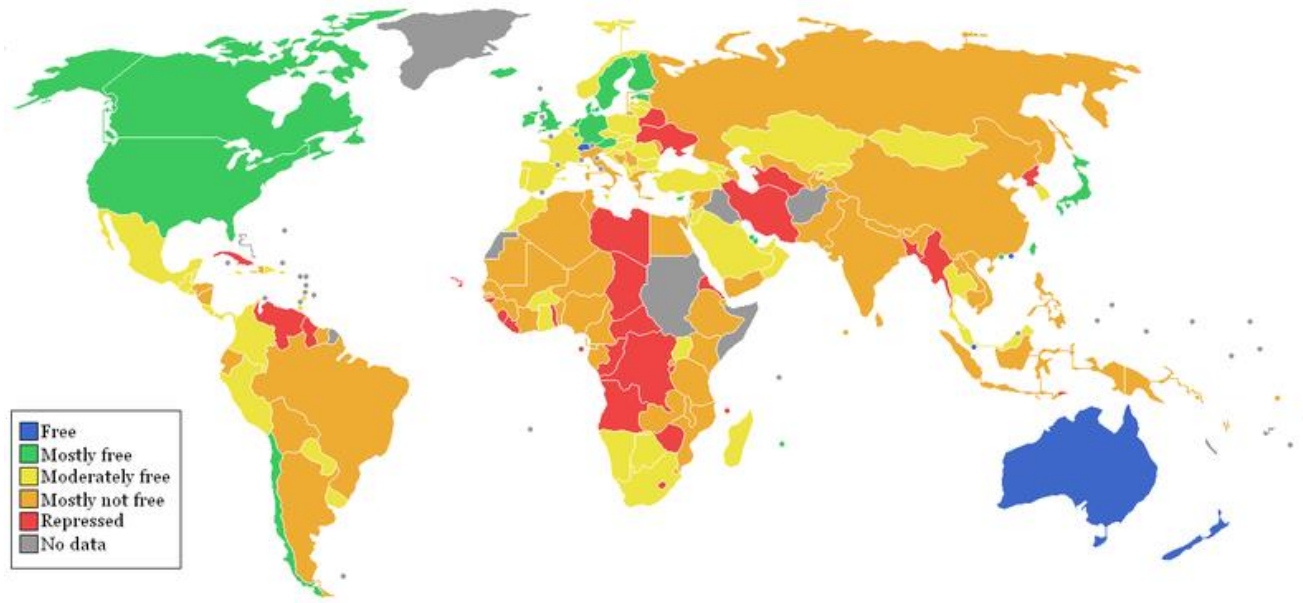 Free
Mostly free
Moderately free
Mostly not free
Repressed
No data